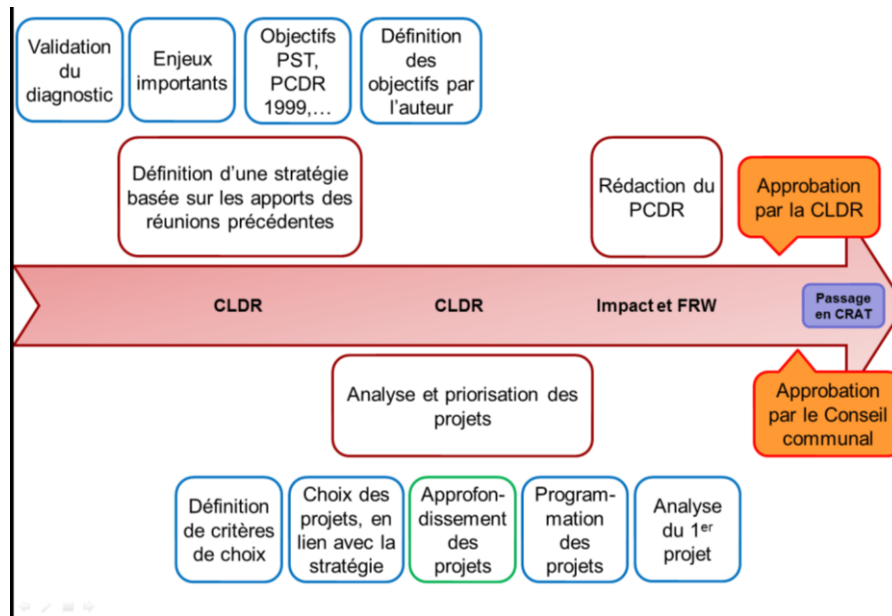 Validation
du
diagnostic
Enjeux
importants
Objectifs
PST,
PCDR
1999,...
Définition
des
objectifs par
l'auteur
Définition d'une stratégie
basée sur les apports des
réunions précédentes
Rédaction du
PCDR
Approbation
par la CLDR
CLDR
CLDR
Impact et FRW
Passage
en CRAT
Analyse et priorisation des
projets
Approbation
par le Conseil
communal
Définition
de critères
de choix
Choix des
projets, en
lien avec la
stratégie
Approfon-
dissement
des
projets
Program-
mation
des
projets
Analyse
du 1er
projet